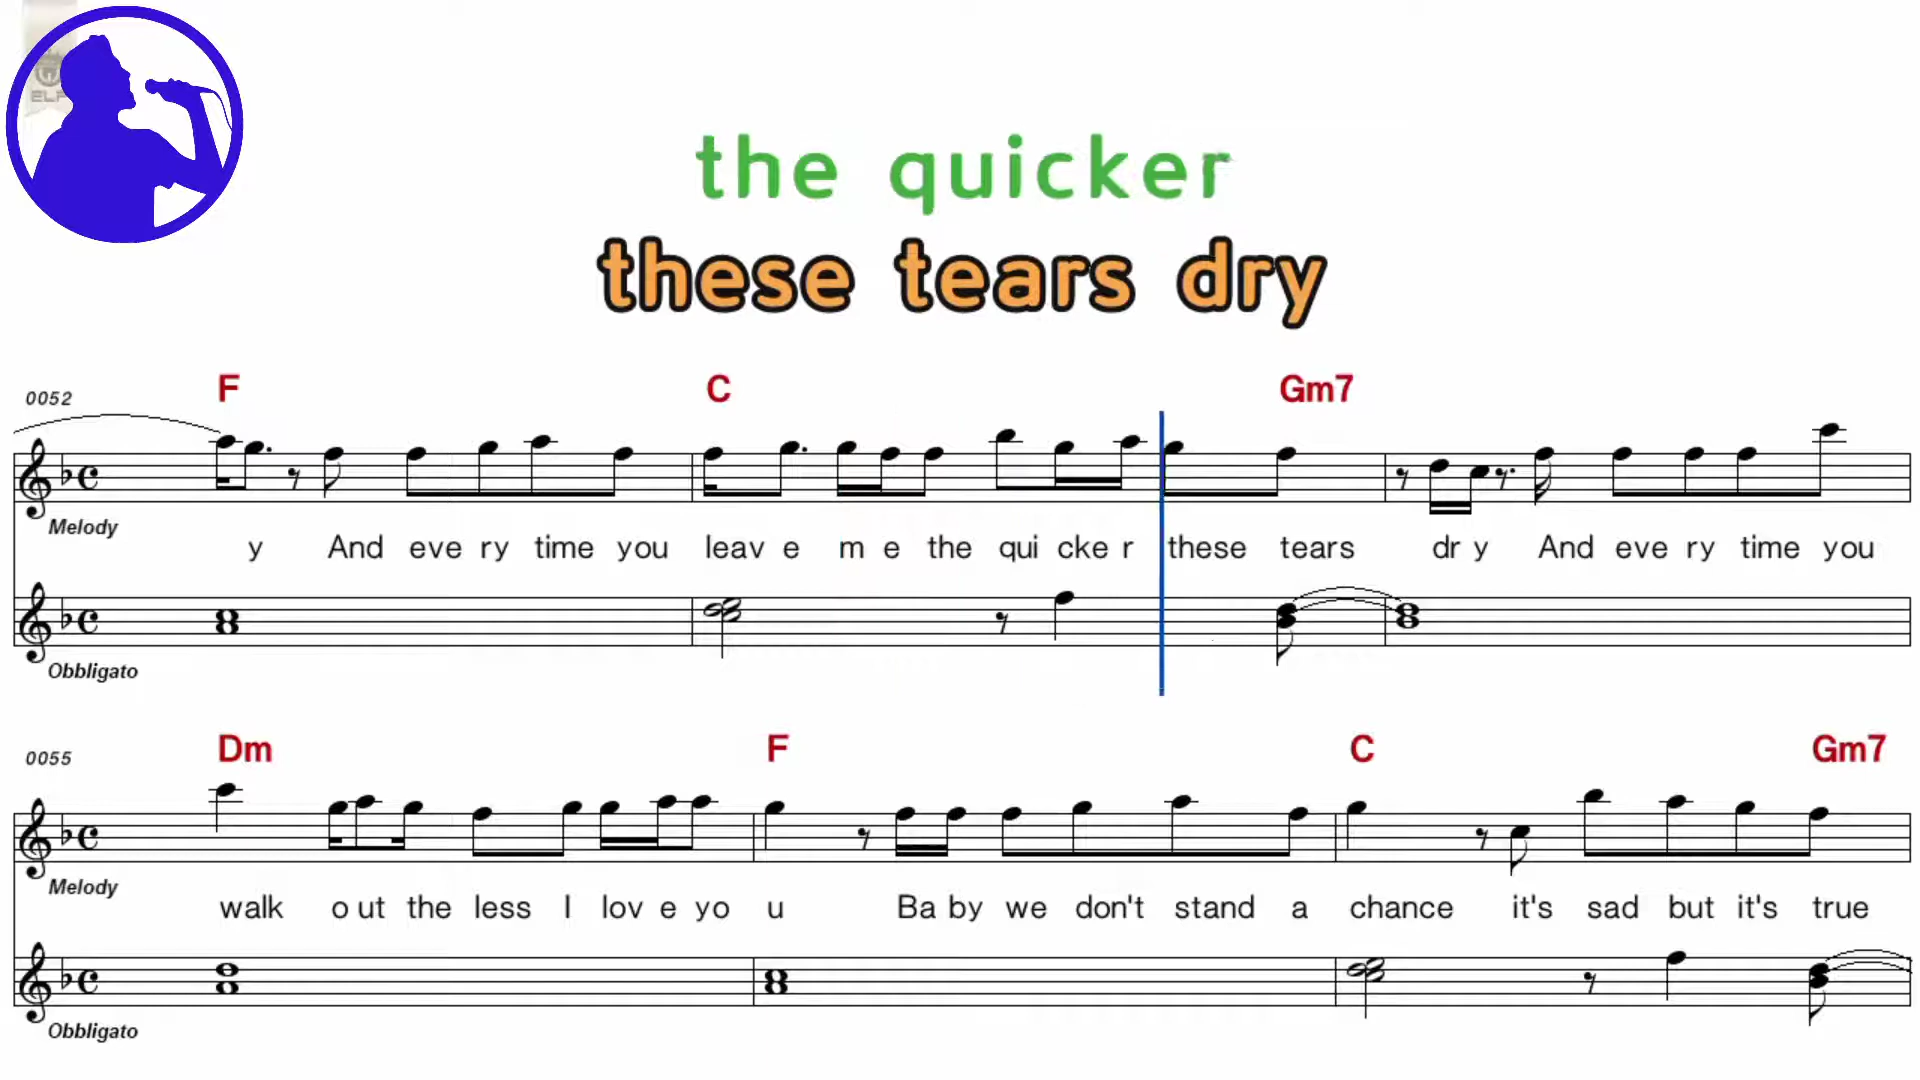 ELF
the quicker
these tears dry
0052 F C Gm7
Melody
y And eve ry time you leav e m e the qui cke r these tears dr y And eve ry time you
Obbligato
0055 Dm F C Gm7
Melody
walk o ut the less I lov e yo u Ba by we don't stand a chance it's sad but it's true
Obbligato